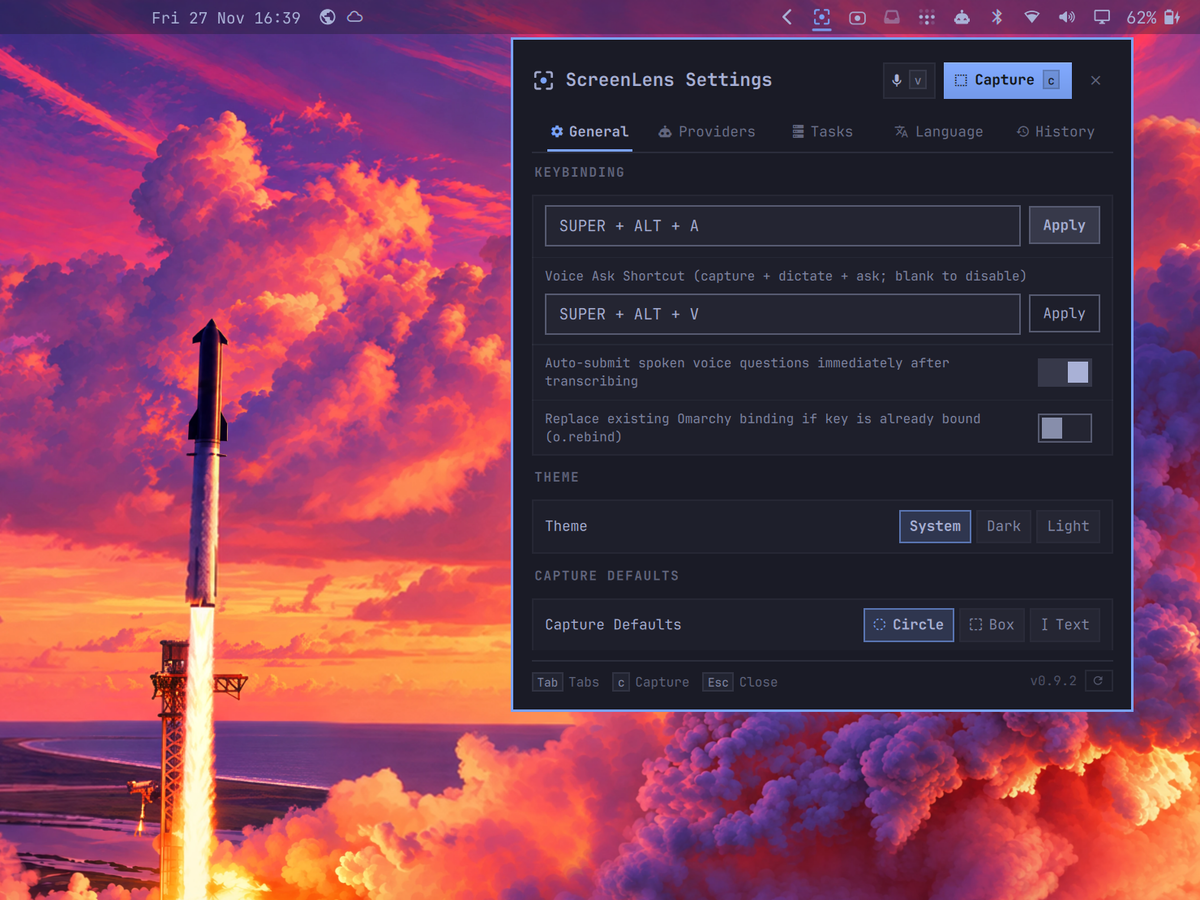 Fri 27 Nov 16:39
62%
ScreenLens Settings
v
Capture c
General
Providers
Tasks
Language
History
KEYBINDING
SUPER + ALT + A
Apply
Voice Ask Shortcut (capture + dictate + ask; blank to disable)
SUPER + ALT + V
Apply
Auto-submit spoken voice questions immediately after
transcribing
Replace existing Omarchy binding if key is already bound
(o.rebind)
THEME
Theme
System
Dark
Light
CAPTURE DEFAULTS
Capture Defaults
Circle
Box
Text
Tab Tabs c Capture Esc Close
v0.9.2